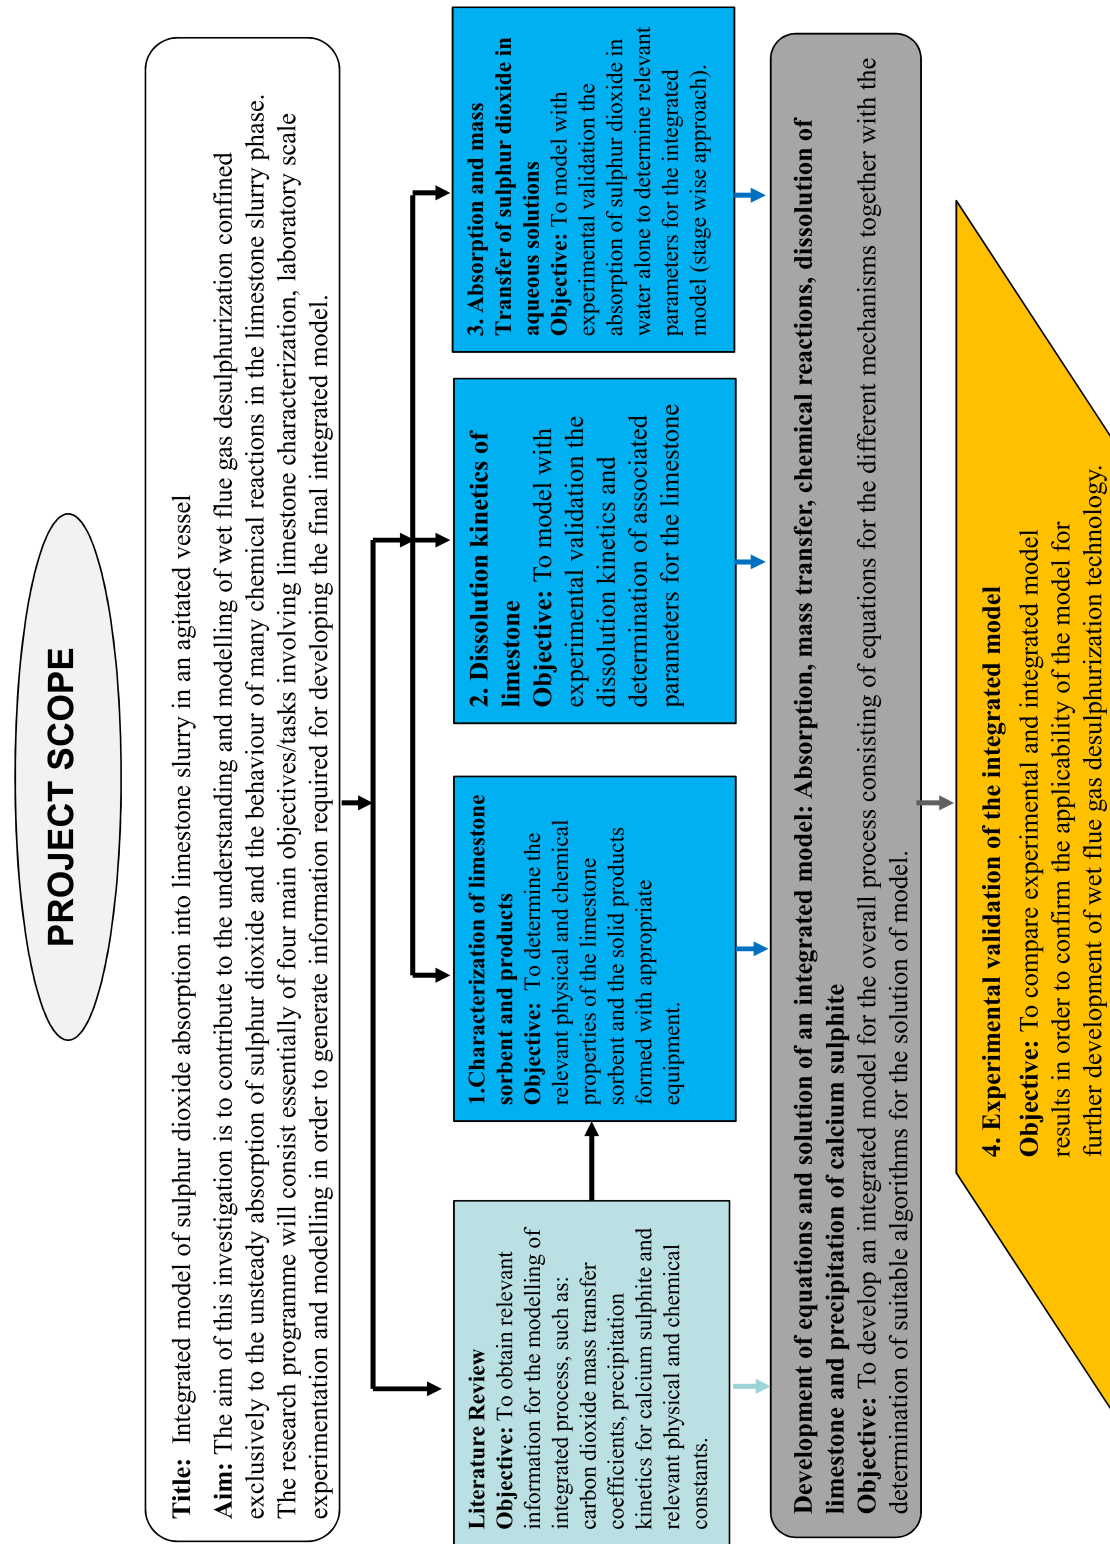 PROJECT SCOPE
Title: Integrated model of sulphur dioxide absorption into limestone slurry in an agitated vessel
Aim: The aim of this investigation is to contribute to the understanding and modelling of wet flue gas desulphurization confined
exclusively to the unsteady absorption of sulphur dioxide and the behaviour of many chemical reactions in the limestone slurry phase.
The research programme will consist essentially of four main objectives/tasks involving limestone characterization, laboratory scale
experimentation and modelling in order to generate information required for developing the final integrated model.
Literature Review
Objective: To obtain relevant
information for the modelling of
integrated process, such as:
carbon dioxide mass transfer
coefficients, precipitation
kinetics for calcium sulphite and
relevant physical and chemical
constants.
1.Characterization of limestone
sorbent and products
Objective: To determine the
relevant physical and chemical
properties of the limestone
sorbent and the solid products
formed with appropriate
equipment.
2. Dissolution kinetics of
limestone
Objective: To model with
experimental validation the
dissolution kinetics and
determination of associated
parameters for the limestone
3. Absorption and mass
Transfer of sulphur dioxide in
aqueous solutions
Objective: To model with
experimental validation the
absorption of sulphur dioxide in
water alone to determine relevant
parameters for the integrated
model (stage wise approach).
Development of equations and solution of an integrated model: Absorption, mass transfer, chemical reactions, dissolution of
limestone and precipitation of calcium sulphite
Objective: To develop an integrated model for the overall process consisting of equations for the different mechanisms together with the
determination of suitable algorithms for the solution of model.
4. Experimental validation of the integrated model
Objective: To compare experimental and integrated model
results in order to confirm the applicability of the model for
further development of wet flue gas desulphurization technology.